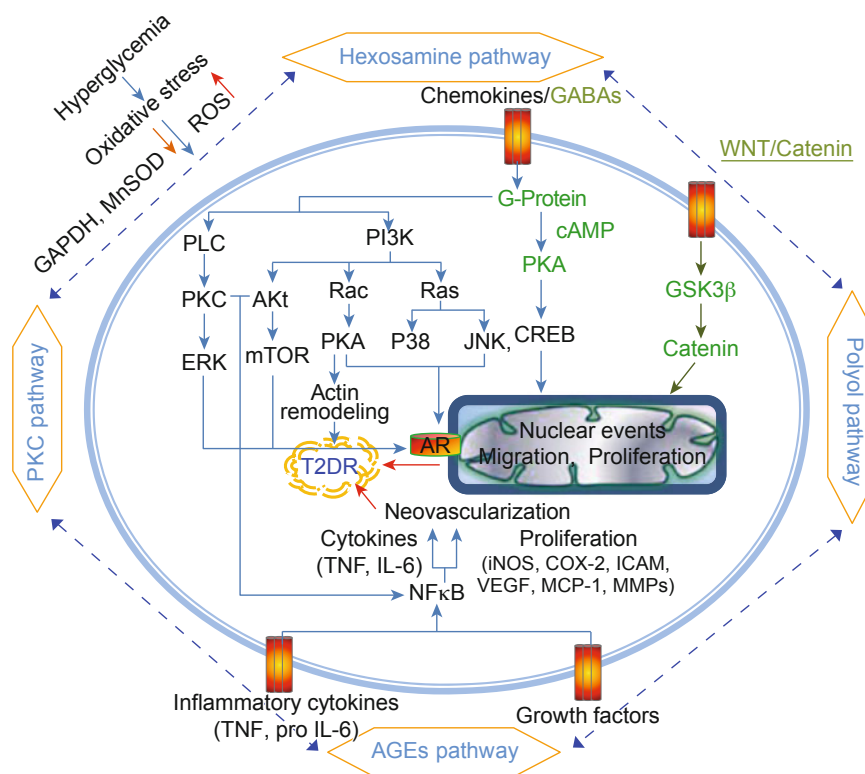 Hexosamine pathway
Hyperglycemia
Oxidative stress
ROS
GAPDH, MnSOD
Chemokines/GABAs
WNT/Catenin
G-Protein
cAMP
PLC
PI3K
PKA
PKC
AKt
Rac
Ras
GSK3β
ERK
mTOR
PKA
P38
JNK,
CREB
Catenin
PKC pathway
Polyol pathway
Actin
remodeling
AR
Nuclear events
Migration, Proliferation
T2DR
Neovascularization
Cytokines
(TNF, IL-6)
Proliferation
(iNOS, COX-2, ICAM,
VEGF, MCP-1, MMPs)
NFκB
Inflammatory cytokines
(TNF, pro IL-6)
Growth factors
AGEs pathway